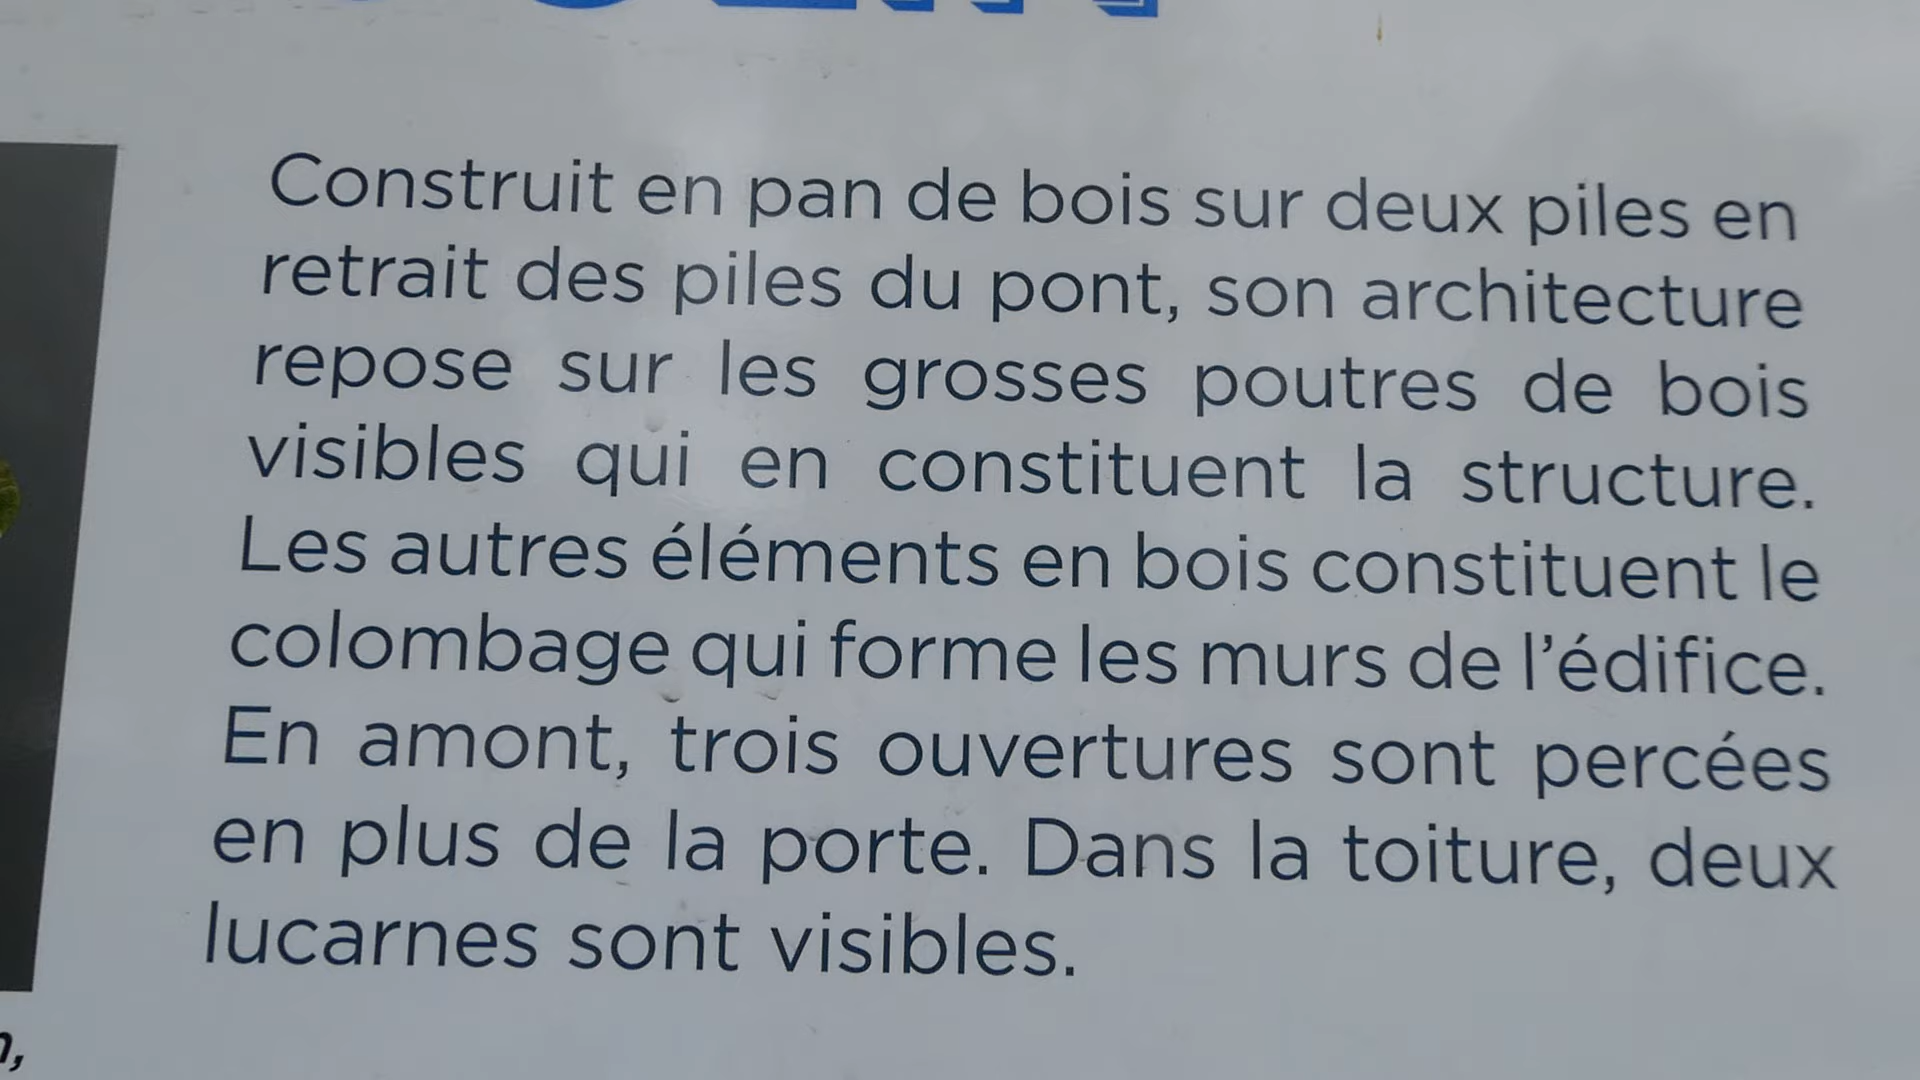 Construit en pan de bois sur deux piles en
retrait des piles du pont, son architecture
repose sur les grosses poutres de bois
visibles qui en constituent la structure.
Les autres éléments en bois constituent le
colombage qui forme les murs de l'édifice.
En amont, trois ouvertures sont percées
en plus de la porte. Dans la toiture, deux
lucarnes sont visibles.